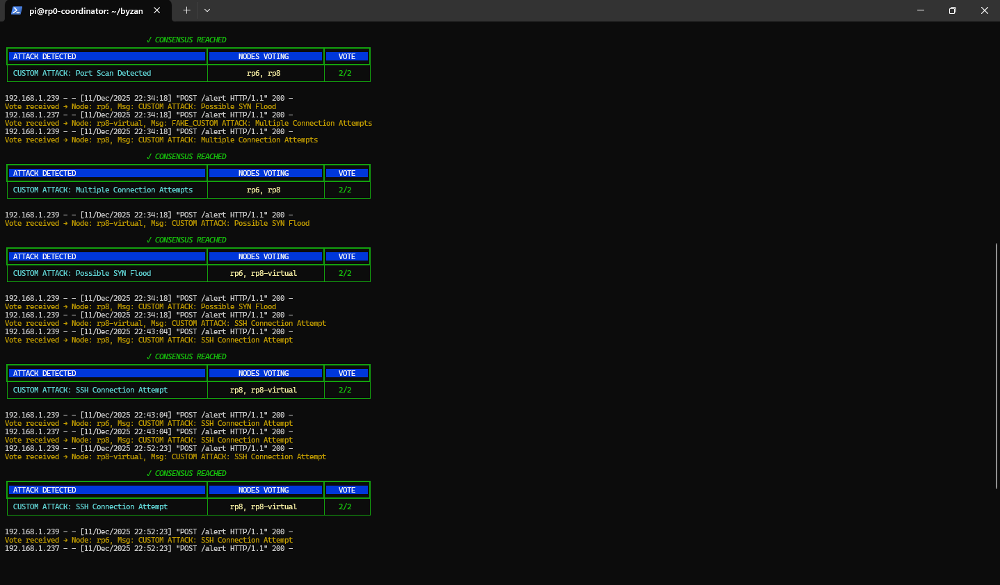 pi@rp0-coordinator: ~/byzan
✓ CONSENSUS REACHED
ATTACK DETECTED NODES VOTING VOTE
CUSTOM ATTACK: Port Scan Detected rp6, rp8 2/2
192.168.1.239 - - [11/Dec/2025 22:34:18] "POST /alert HTTP/1.1" 200 -
Vote received → Node: rp6, Msg: CUSTOM ATTACK: Possible SYN Flood
192.168.1.237 - - [11/Dec/2025 22:34:18] "POST /alert HTTP/1.1" 200 -
Vote received → Node: rp8-virtual, Msg: FAKE_CUSTOM ATTACK: Multiple Connection Attempts
192.168.1.239 - - [11/Dec/2025 22:34:18] "POST /alert HTTP/1.1" 200 -
Vote received → Node: rp8, Msg: CUSTOM ATTACK: Multiple Connection Attempts
✓ CONSENSUS REACHED
ATTACK DETECTED NODES VOTING VOTE
CUSTOM ATTACK: Multiple Connection Attempts rp6, rp8 2/2
192.168.1.239 - - [11/Dec/2025 22:34:18] "POST /alert HTTP/1.1" 200 -
Vote received → Node: rp8-virtual, Msg: CUSTOM ATTACK: Possible SYN Flood
✓ CONSENSUS REACHED
ATTACK DETECTED NODES VOTING VOTE
CUSTOM ATTACK: Possible SYN Flood rp6, rp8-virtual 2/2
192.168.1.239 - - [11/Dec/2025 22:34:18] "POST /alert HTTP/1.1" 200 -
Vote received → Node: rp8, Msg: CUSTOM ATTACK: Possible SYN Flood
192.168.1.239 - - [11/Dec/2025 22:34:18] "POST /alert HTTP/1.1" 200 -
Vote received → Node: rp8-virtual, Msg: CUSTOM ATTACK: SSH Connection Attempt
192.168.1.239 - - [11/Dec/2025 22:43:04] "POST /alert HTTP/1.1" 200 -
Vote received → Node: rp8, Msg: CUSTOM ATTACK: SSH Connection Attempt
✓ CONSENSUS REACHED
ATTACK DETECTED NODES VOTING VOTE
CUSTOM ATTACK: SSH Connection Attempt rp8, rp8-virtual 2/2
192.168.1.239 - - [11/Dec/2025 22:43:04] "POST /alert HTTP/1.1" 200 -
Vote received → Node: rp6, Msg: CUSTOM ATTACK: SSH Connection Attempt
192.168.1.237 - - [11/Dec/2025 22:43:04] "POST /alert HTTP/1.1" 200 -
Vote received → Node: rp8, Msg: CUSTOM ATTACK: SSH Connection Attempt
192.168.1.239 - - [11/Dec/2025 22:52:23] "POST /alert HTTP/1.1" 200 -
Vote received → Node: rp8-virtual, Msg: CUSTOM ATTACK: SSH Connection Attempt
✓ CONSENSUS REACHED
ATTACK DETECTED NODES VOTING VOTE
CUSTOM ATTACK: SSH Connection Attempt rp8, rp8-virtual 2/2
192.168.1.239 - - [11/Dec/2025 22:52:23] "POST /alert HTTP/1.1" 200 -
Vote received → Node: rp6, Msg: CUSTOM ATTACK: SSH Connection Attempt
192.168.1.237 - - [11/Dec/2025 22:52:23] "POST /alert HTTP/1.1" 200 -